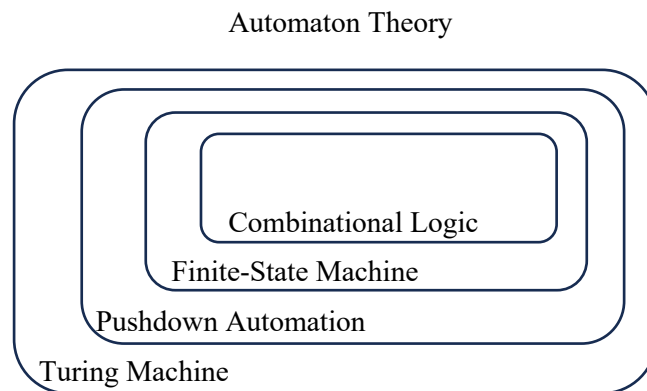 Automaton Theory
Combinational Logic
Finite-State Machine
Pushdown Automation
Turing Machine